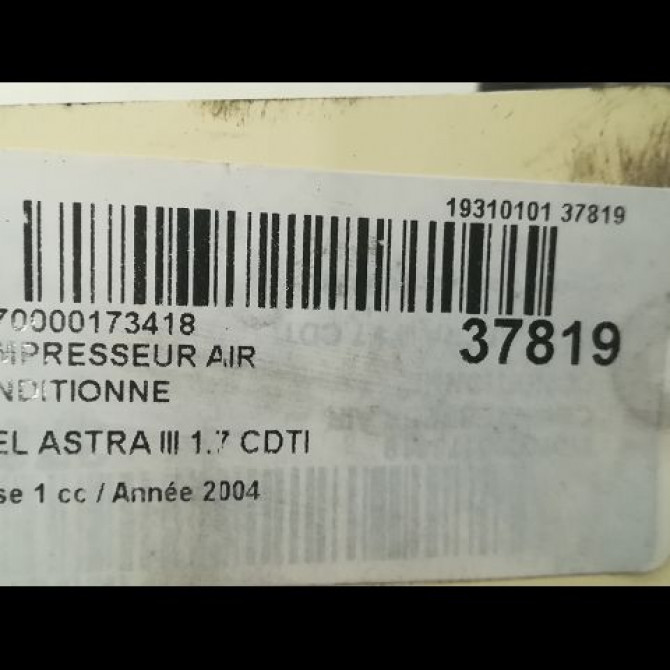 19310101 37819
70000173418
37819
MPRESSEUR AIR
NDITIONNE
EL ASTRA III 1.7 CDTI
se 1 cc / Année 2004